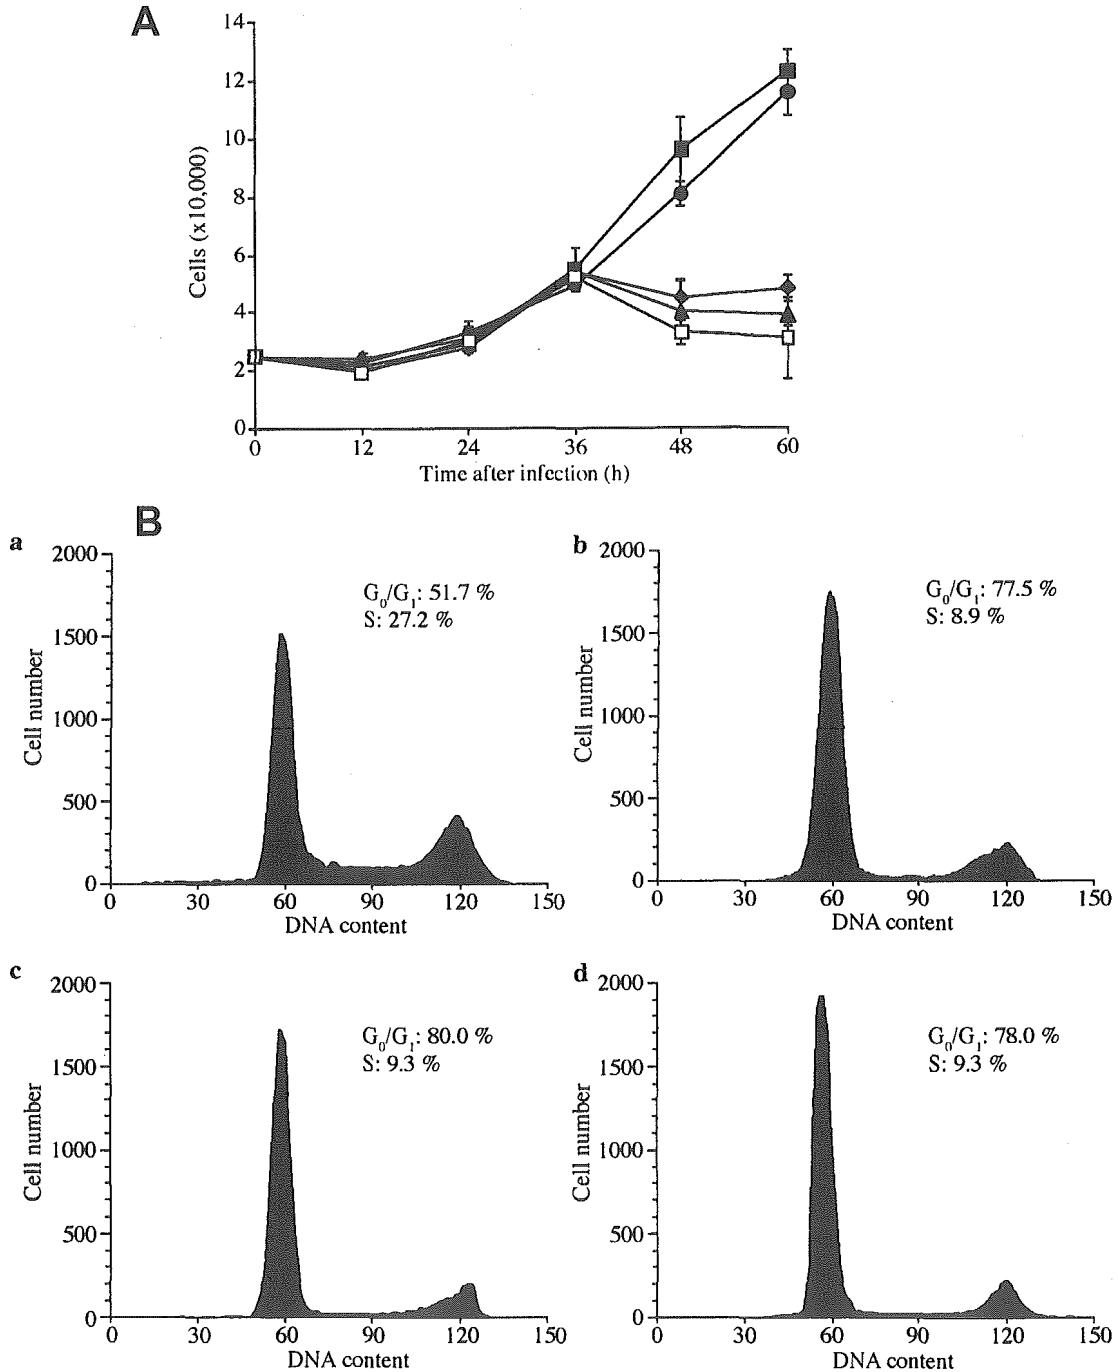 A
14
12
10
8
6
4
2
0
Cells (x10,000)
0 12 24 36 48 60
Time after infection (h)
B
a
2000
1500
1000
500
0
Cell number
G0/G1: 51.7 %
S: 27.2 %
0 30 60 90 120 150
DNA content
b
2000
1500
1000
500
0
Cell number
G0/G1: 77.5 %
S: 8.9 %
0 30 60 90 120 150
DNA content
c
2000
1500
1000
500
0
Cell number
G0/G1: 80.0 %
S: 9.3 %
0 30 60 90 120 150
DNA content
d
2000
1500
1000
500
0
Cell number
G0/G1: 78.0 %
S: 9.3 %
0 30 60 90 120 150
DNA content